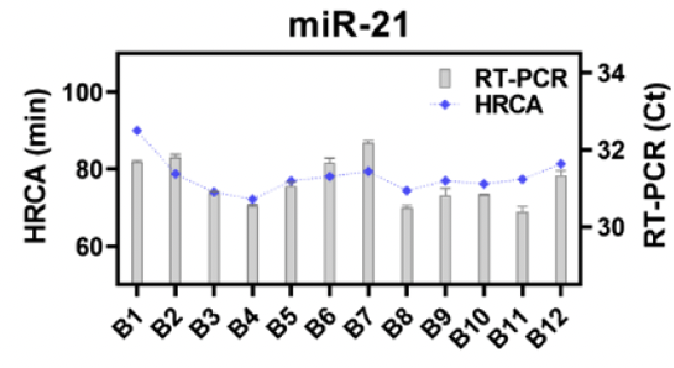 miR-21
RT-PCR
HRCA
HRCA (min)
100
80
60
RT-PCR (Ct)
34
32
30
B1 B2 B3 B4 B5 B6 B7 B8 B9 B10 B11 B12